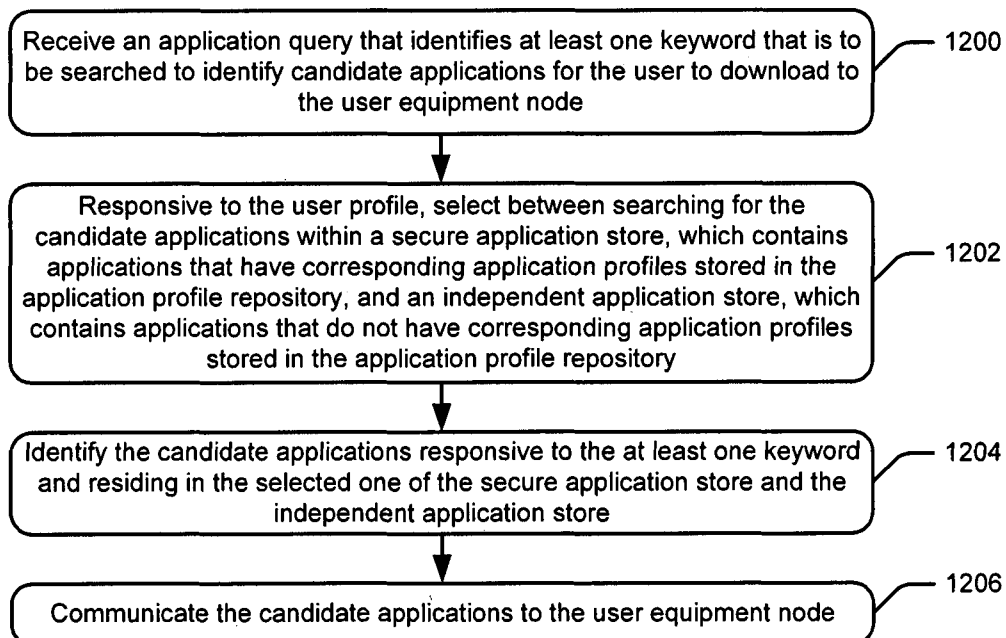 Receive an application query that identifies at least one keyword that is to
be searched to identify candidate applications for the user to download to
the user equipment node
1200
Responsive to the user profile, select between searching for the
candidate applications within a secure application store, which contains
applications that have corresponding application profiles stored in the
application profile repository, and an independent application store, which
contains applications that do not have corresponding application profiles
stored in the application profile repository
1202
Identify the candidate applications responsive to the at least one keyword
and residing in the selected one of the secure application store and the
independent application store
1204
Communicate the candidate applications to the user equipment node
1206